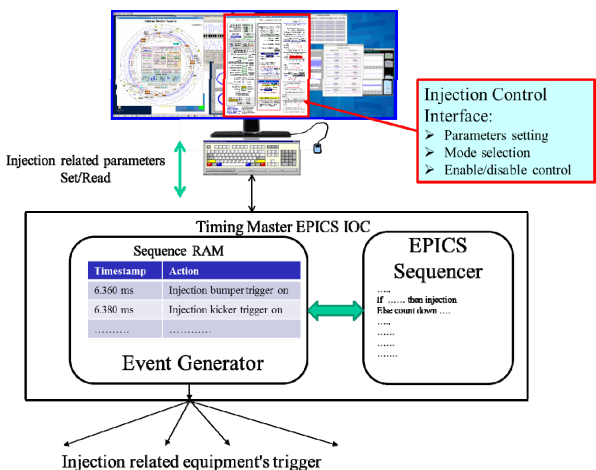 Injection Control
Interface:
➢ Parameters setting
➢ Mode selection
➢ Enable/disable control
Injection related parameters
Set/Read
Timing Master EPICS IOC
Sequence RAM
Timestamp Action
6.360 ms Injection bumper trigger on
6.380 ms Injection kicker trigger on
………. …………
Event Generator
EPICS
Sequencer
…..
If …… then injection
Else count down ….
…..
……
……
…….
Injection related equipment's trigger